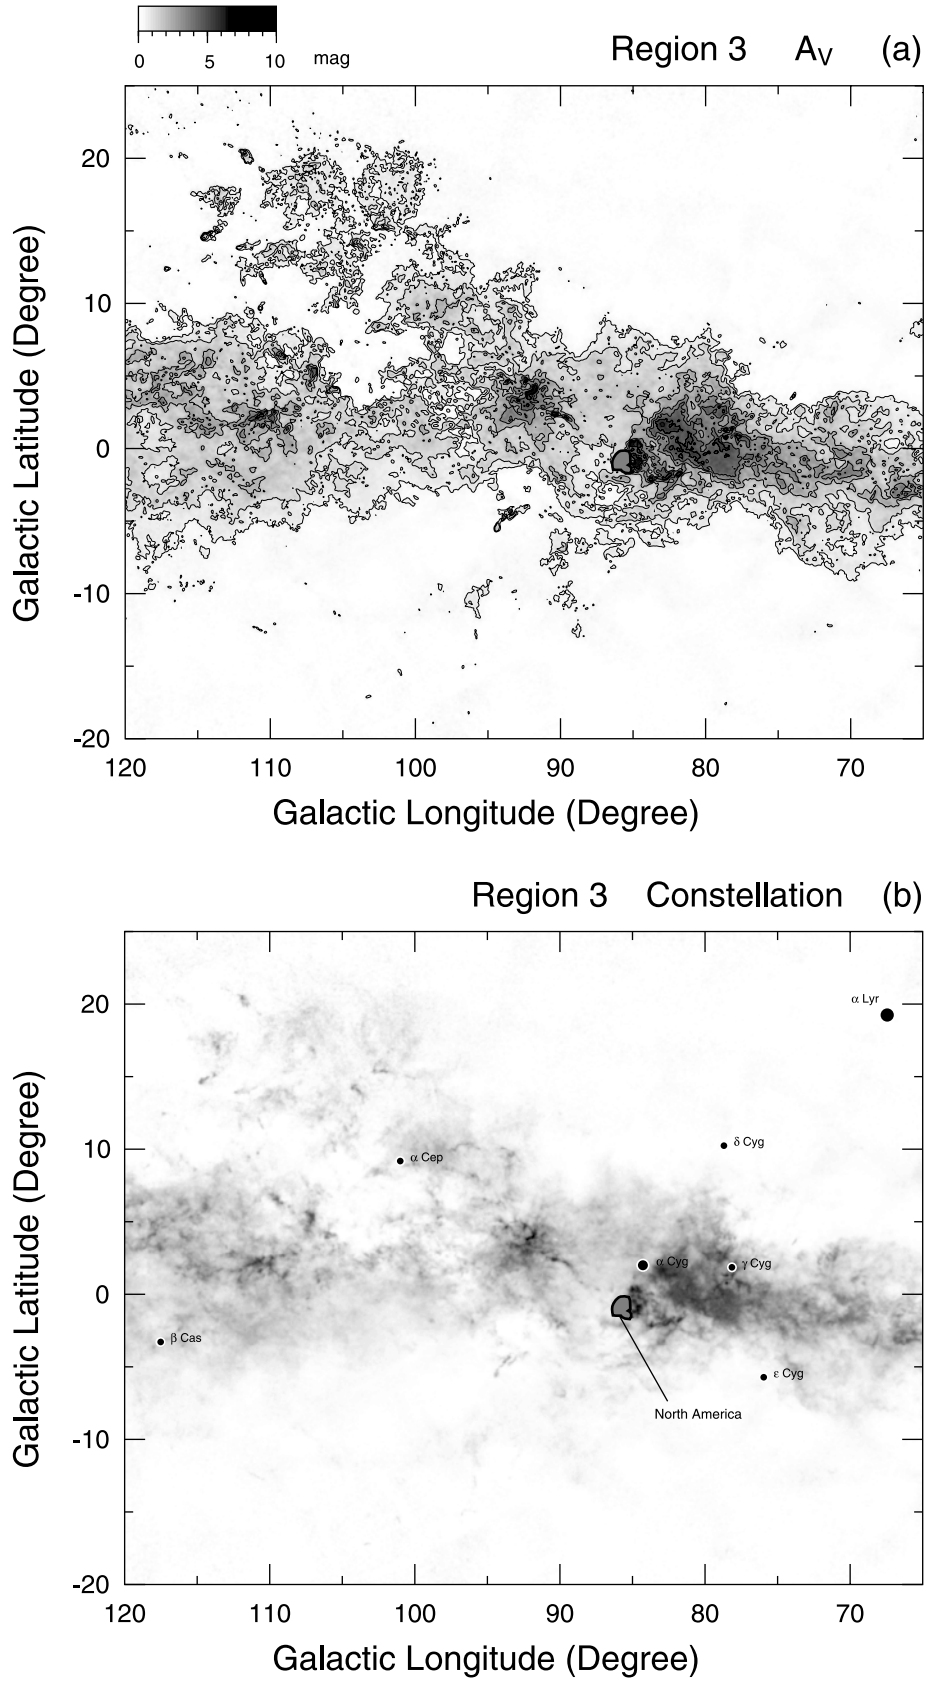 0 5 10 mag
Region 3 A_V (a)
20
10
0
-10
-20
120 110 100 90 80 70
Galactic Latitude (Degree)
Galactic Longitude (Degree)
Region 3 Constellation (b)
α Lyr
20
δ Cyg
10
α Cep
α Cyg
γ Cyg
0
β Cas
ε Cyg
North America
-10
-20
120 110 100 90 80 70
Galactic Latitude (Degree)
Galactic Longitude (Degree)